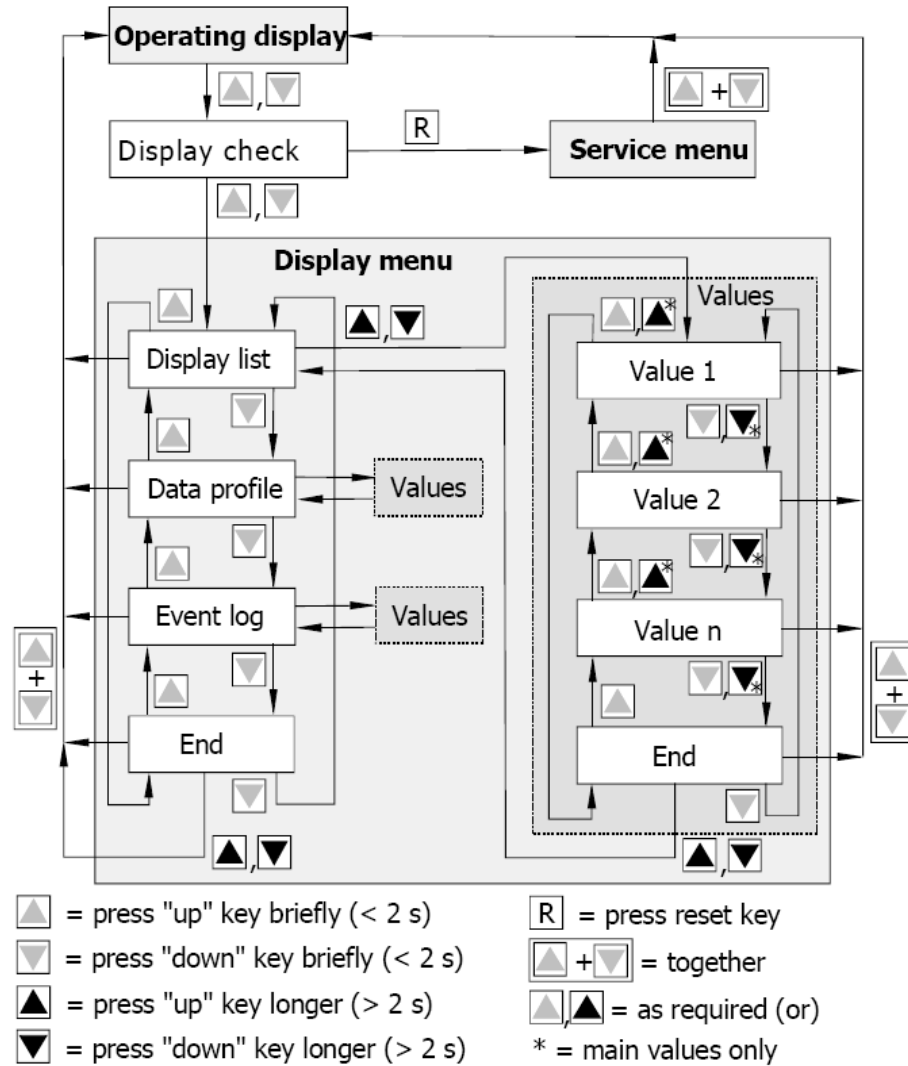 Operating display
,
+
R
Display check
Service menu
,
Display menu
Values
, *
,
Display list
Value 1
, *
, *
Data profile
Values
Value 2
, *
, *
Event log
Values
Value n
+
, *
+
End
End
,
,
= press "up" key briefly (< 2 s)
= press "down" key briefly (< 2 s)
= press "up" key longer (> 2 s)
= press "down" key longer (> 2 s)
R = press reset key
+ = together
, = as required (or)
* = main values only